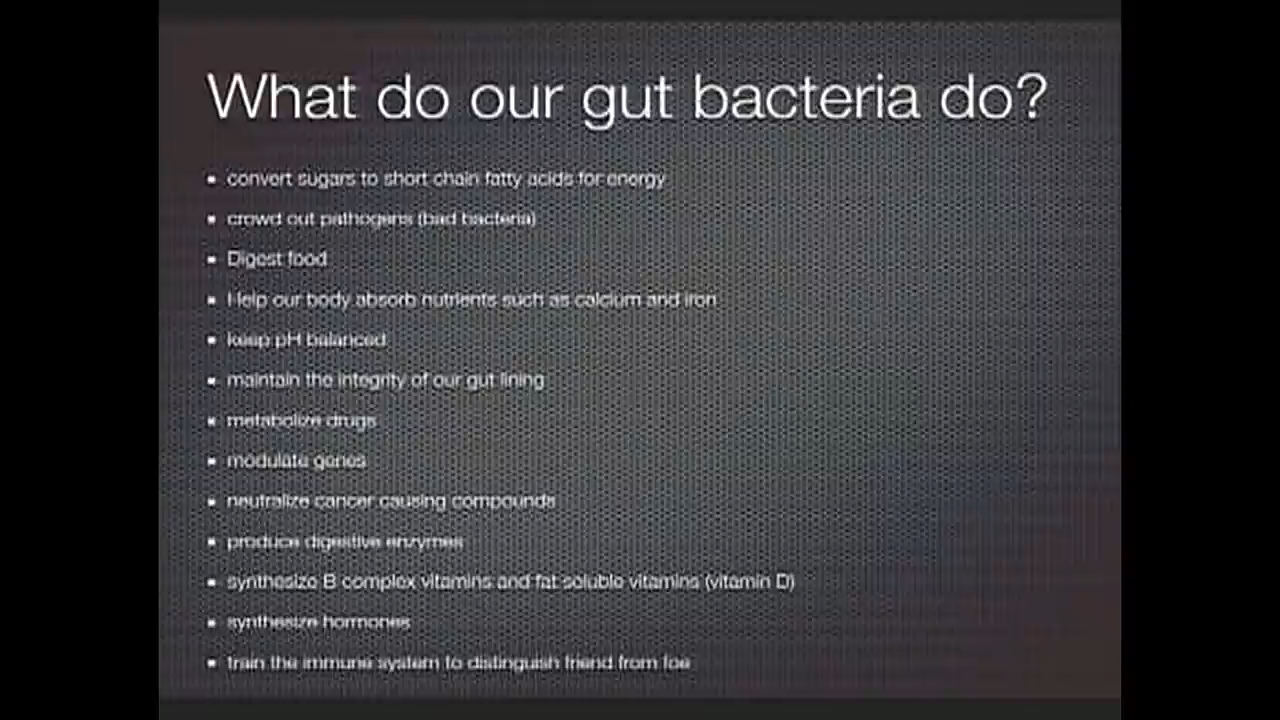 What do our gut bacteria do?
▪ convert sugars to short chain fatty acids for energy
▪ crowd out pathogens (bad bacteria)
▪ Digest food
▪ Help our body absorb nutrients such as calcium and iron
▪ keep pH balanced
▪ maintain the integrity of our gut lining
▪ metabolize drugs
▪ modulate genes
▪ neutralize cancer causing compounds
▪ produce digestive enzymes
▪ synthesize B complex vitamins and fat soluble vitamins (vitamin D)
▪ synthesize hormones
▪ train the immune system to distinguish friend from foe